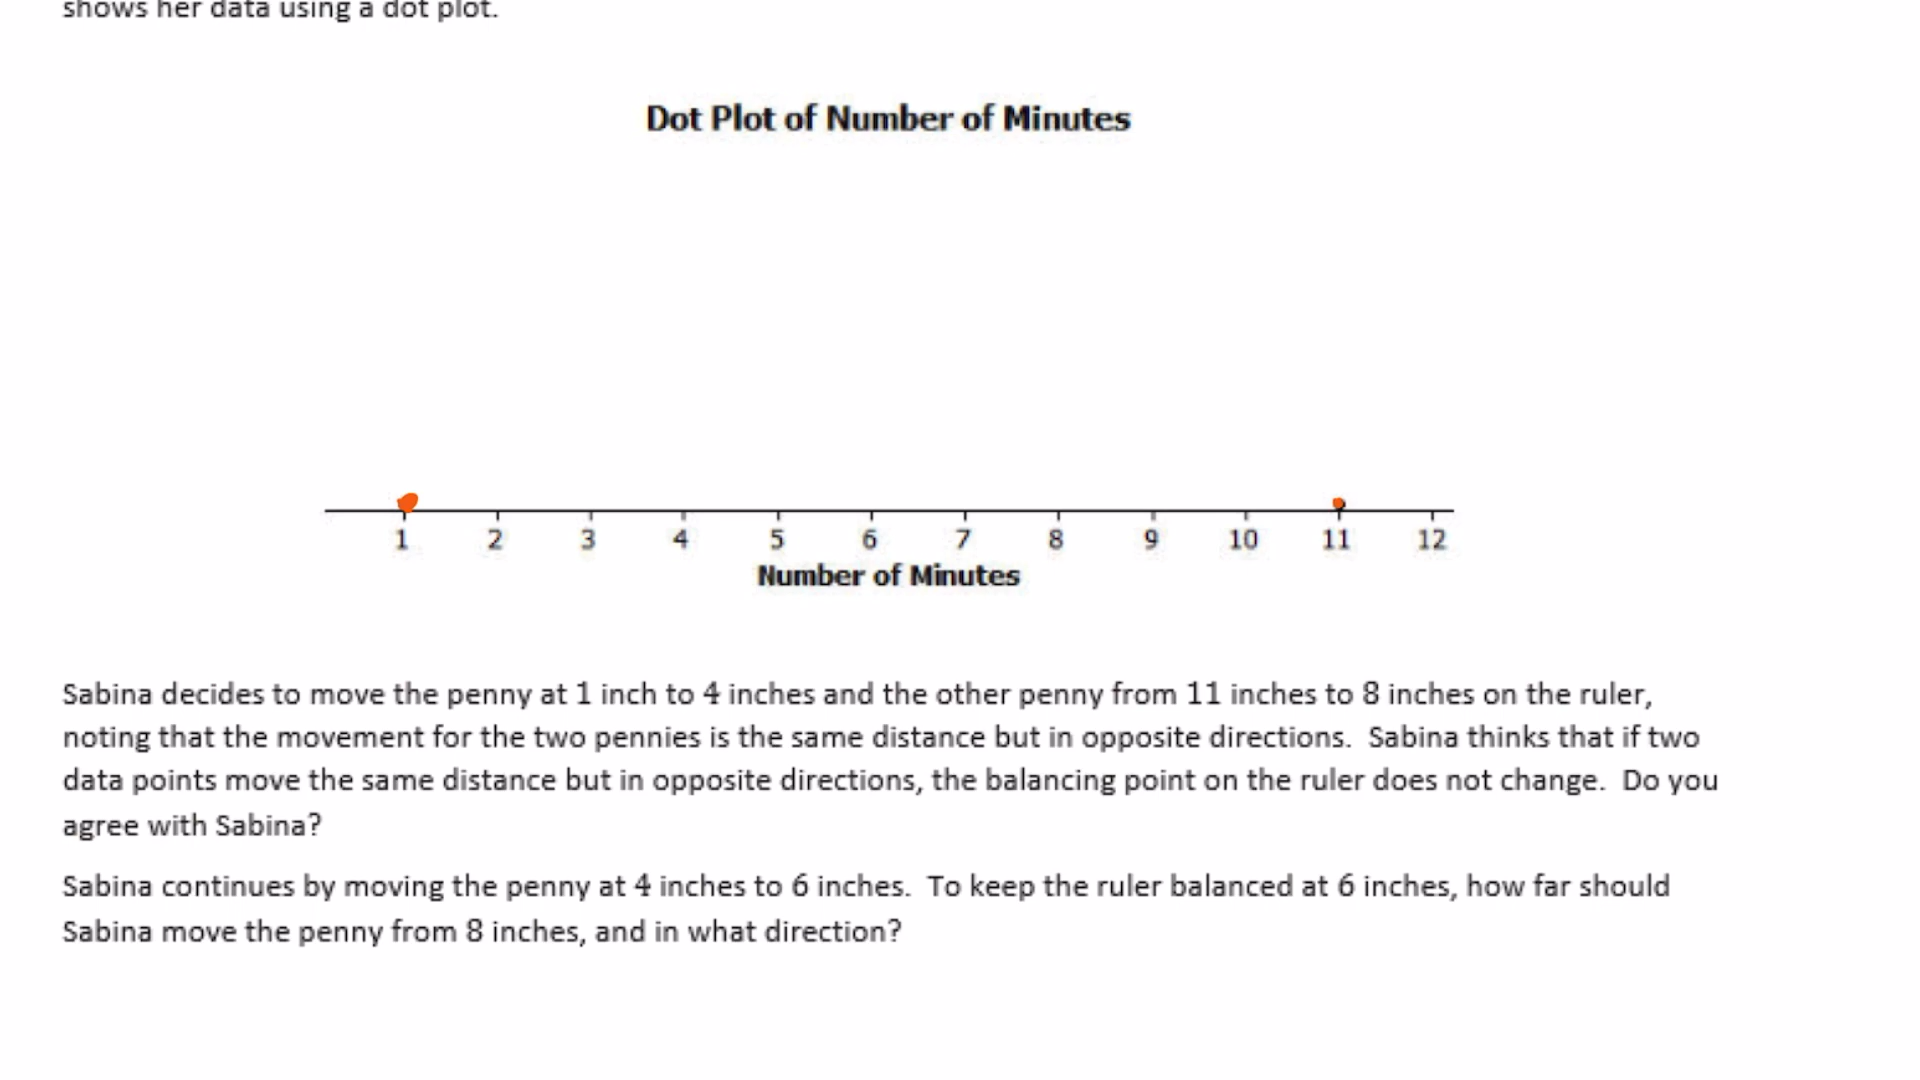 shows her data using a dot plot.
Dot Plot of Number of Minutes
1 2 3 4 5 6 7 8 9 10 11 12
Number of Minutes
Sabina decides to move the penny at 1 inch to 4 inches and the other penny from 11 inches to 8 inches on the ruler,
noting that the movement for the two pennies is the same distance but in opposite directions.  Sabina thinks that if two
data points move the same distance but in opposite directions, the balancing point on the ruler does not change.  Do you
agree with Sabina?
Sabina continues by moving the penny at 4 inches to 6 inches.  To keep the ruler balanced at 6 inches, how far should
Sabina move the penny from 8 inches, and in what direction?